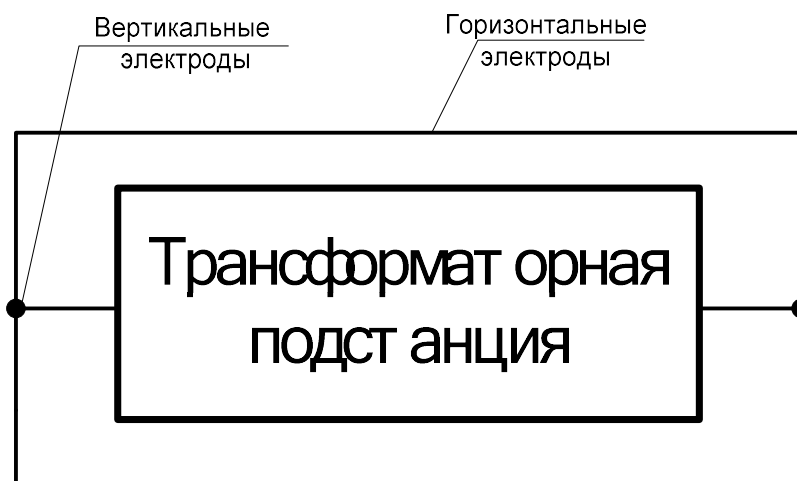 Вертикальные
электроды
Горизонтальные
электроды
Трансформат орная
подст анция